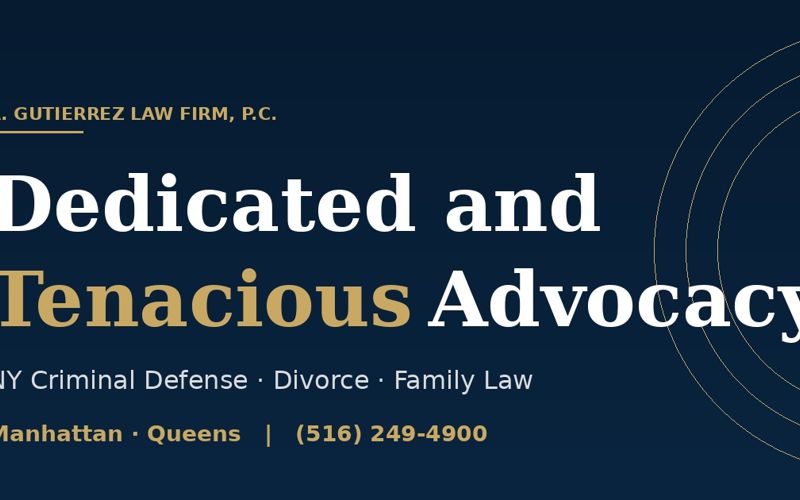 . GUTIERREZ LAW FIRM, P.C.
Dedicated and
Tenacious Advocacy
NY Criminal Defense · Divorce · Family Law
Manhattan · Queens | (516) 249-4900